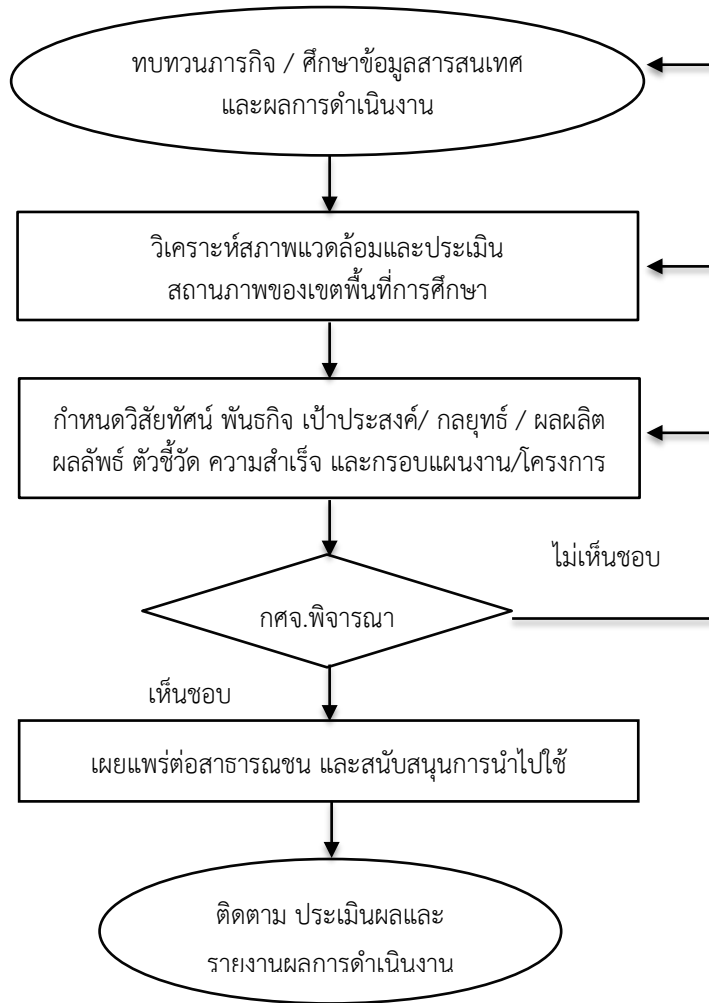 ทบทวนภารกิจ / ศึกษาข้อมูลสารสนเทศ
และผลการดำเนินงาน
วิเคราะห์สภาพแวดล้อมและประเมิน
สถานภาพของเขตพื้นที่การศึกษา
กำหนดวิสัยทัศน์ พันธกิจ เป้าประสงค์/ กลยุทธ์ / ผลผลิต
ผลลัพธ์ ตัวชี้วัด ความสำเร็จ และกรอบแผนงาน/โครงการ
ไม่เห็นชอบ
กศจ.พิจารณา
เห็นชอบ
เผยแพร่ต่อสาธารณชน และสนับสนุนการนำไปใช้
ติดตาม ประเมินผลและ
รายงานผลการดำเนินงาน